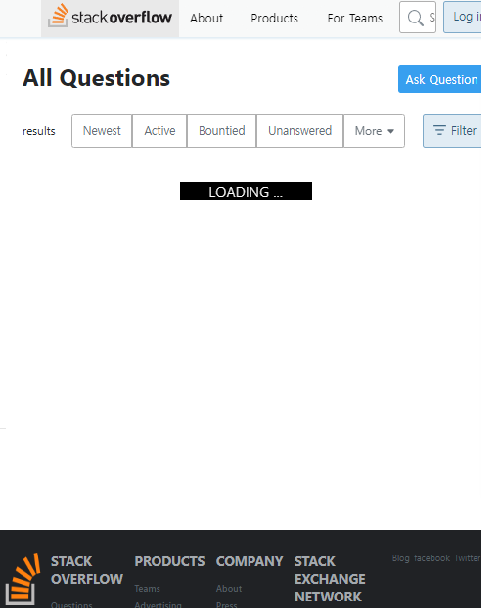 stackoverflow About Products For Teams S Log i
All Questions
Ask Question
results Newest Active Bountied Unanswered More Filter
LOADING ...
STACK OVERFLOW
PRODUCTS
COMPANY
STACK EXCHANGE NETWORK
Blog facebook Twitter
Questions
Teams
Advertising
About
Press